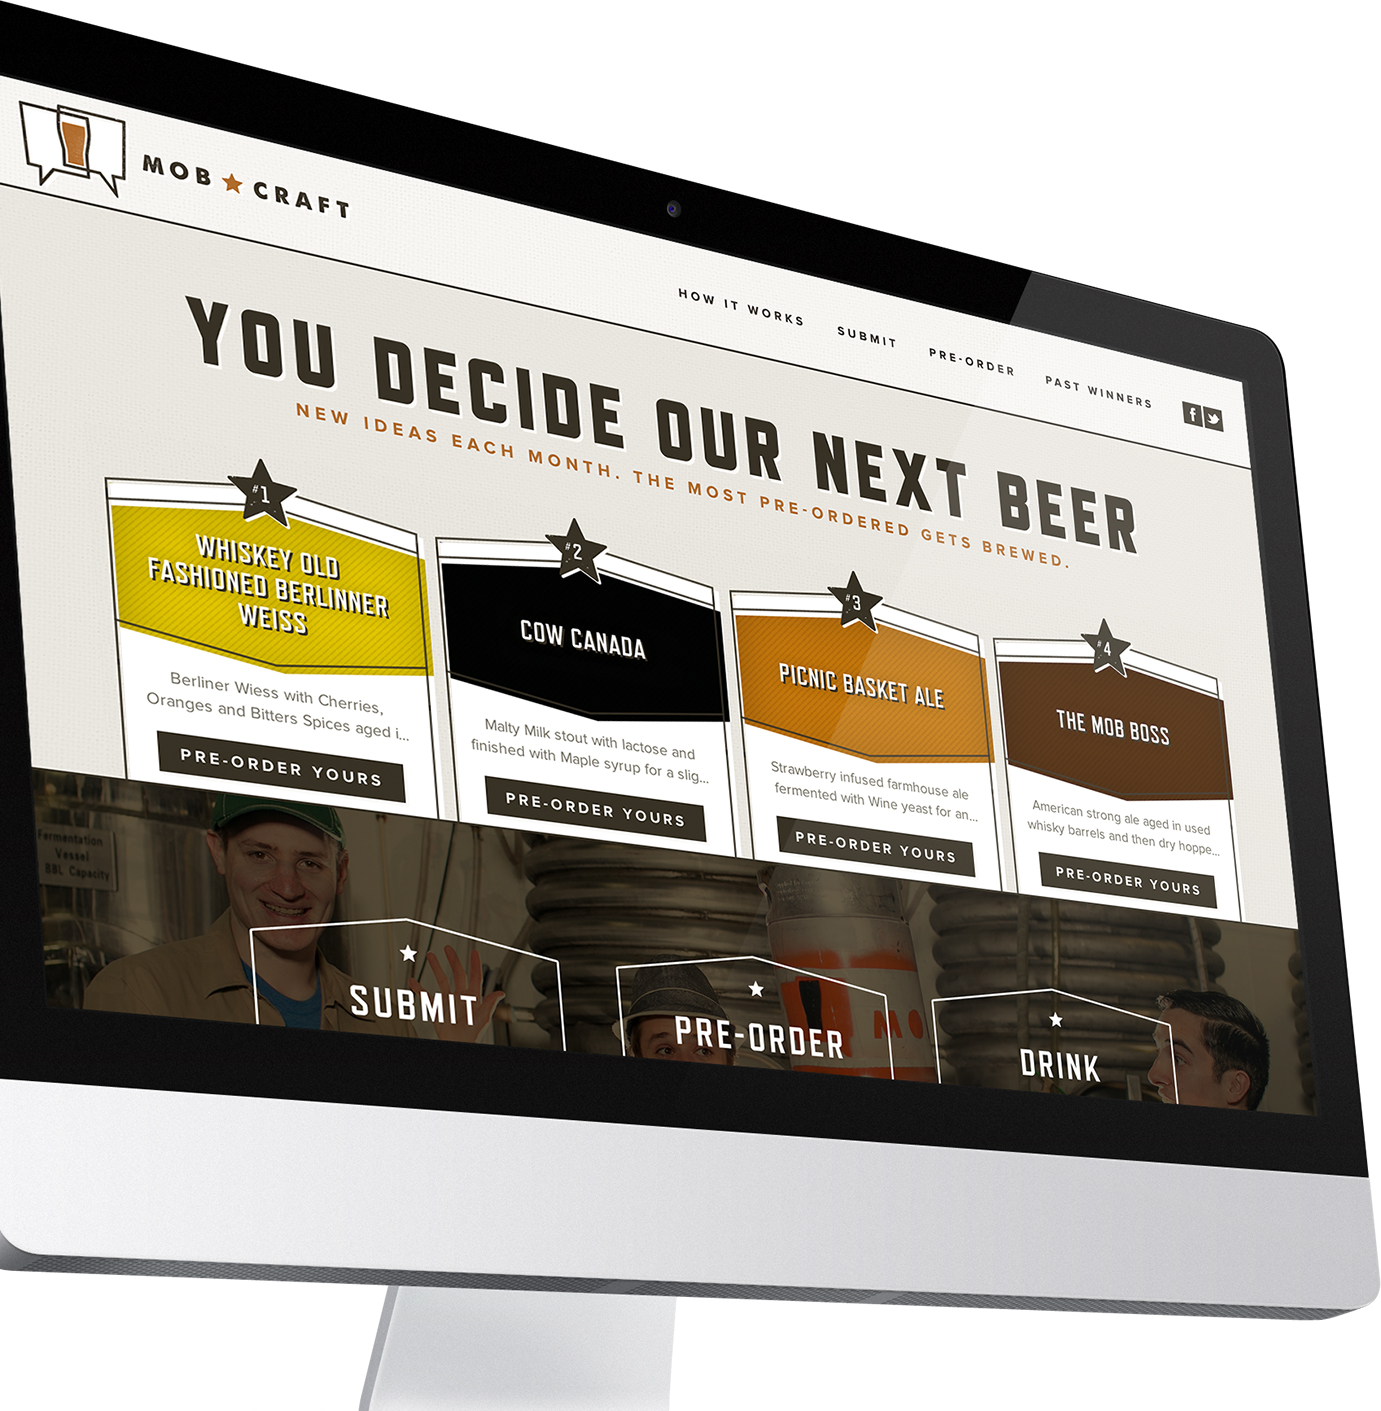 MOB ★ CRAFT
HOW IT WORKS
SUBMIT
PRE-ORDER
PAST WINNERS
YOU DECIDE OUR NEXT BEER
NEW IDEAS EACH MONTH. THE MOST PRE-ORDERED GETS BREWED.
#1
WHISKEY OLD
FASHIONED BERLINNER
WEISS
Berliner Wiess with Cherries,
Oranges and Bitters Spices aged i...
PRE-ORDER YOURS
#2
COW CANADA
Malty Milk stout with lactose and
finished with Maple syrup for a slig...
PRE-ORDER YOURS
#3
PICNIC BASKET ALE
Strawberry infused farmhouse ale
fermented with Wine yeast for an...
PRE-ORDER YOURS
#4
THE MOB BOSS
American strong ale aged in used
whisky barrels and then dry hoppe...
PRE-ORDER YOURS
Fermentation
Vessel
BBL Capacity
SUBMIT
PRE-ORDER
DRINK